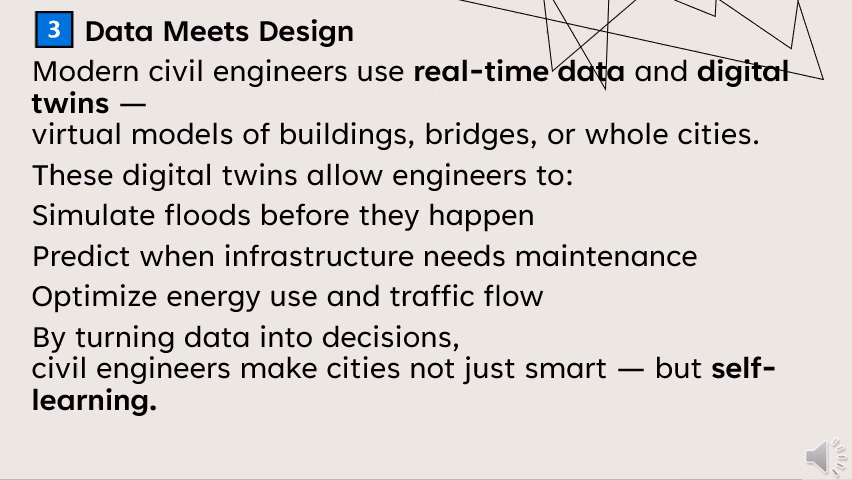 3 Data Meets Design
Modern civil engineers use real-time data and digital
twins —
virtual models of buildings, bridges, or whole cities.
These digital twins allow engineers to:
Simulate floods before they happen
Predict when infrastructure needs maintenance
Optimize energy use and traffic flow
By turning data into decisions,
civil engineers make cities not just smart — but self-
learning.